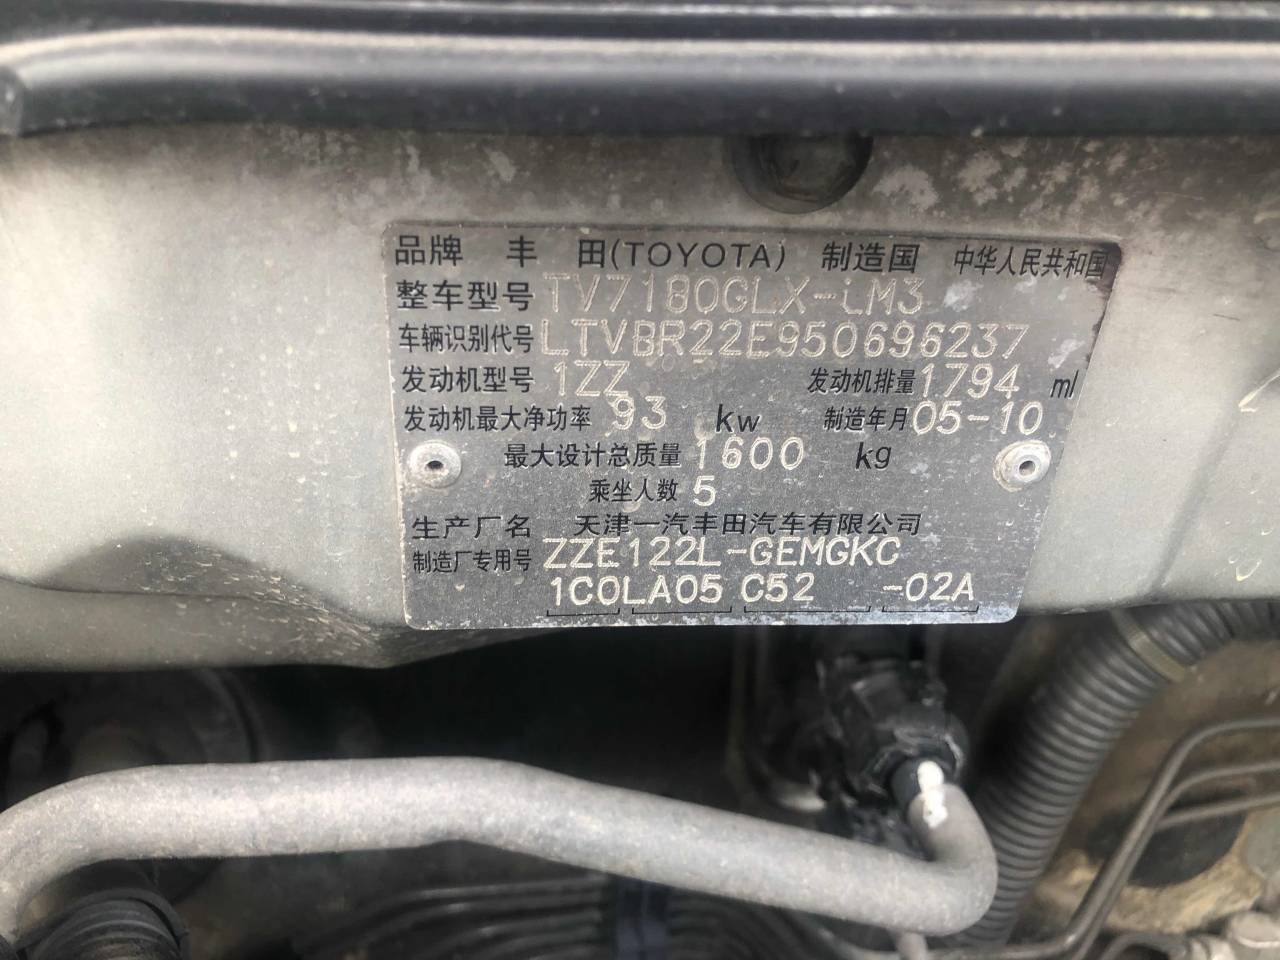 品牌 丰 田(TOYOTA) 制造国 中华人民共和国
整车型号 TV7180GLX-iM3
车辆识别代号 LTVBR22E950696237
发动机型号 1ZZ 发动机排量 1794 ml
发动机最大净功率 93 kw 制造年月 05-10
最大设计总质量 1600 kg
乘坐人数 5
生产厂名 天津一汽丰田汽车有限公司
制造厂专用号 ZZE122L-GEMGKC
1C0LA05 C52 -02A